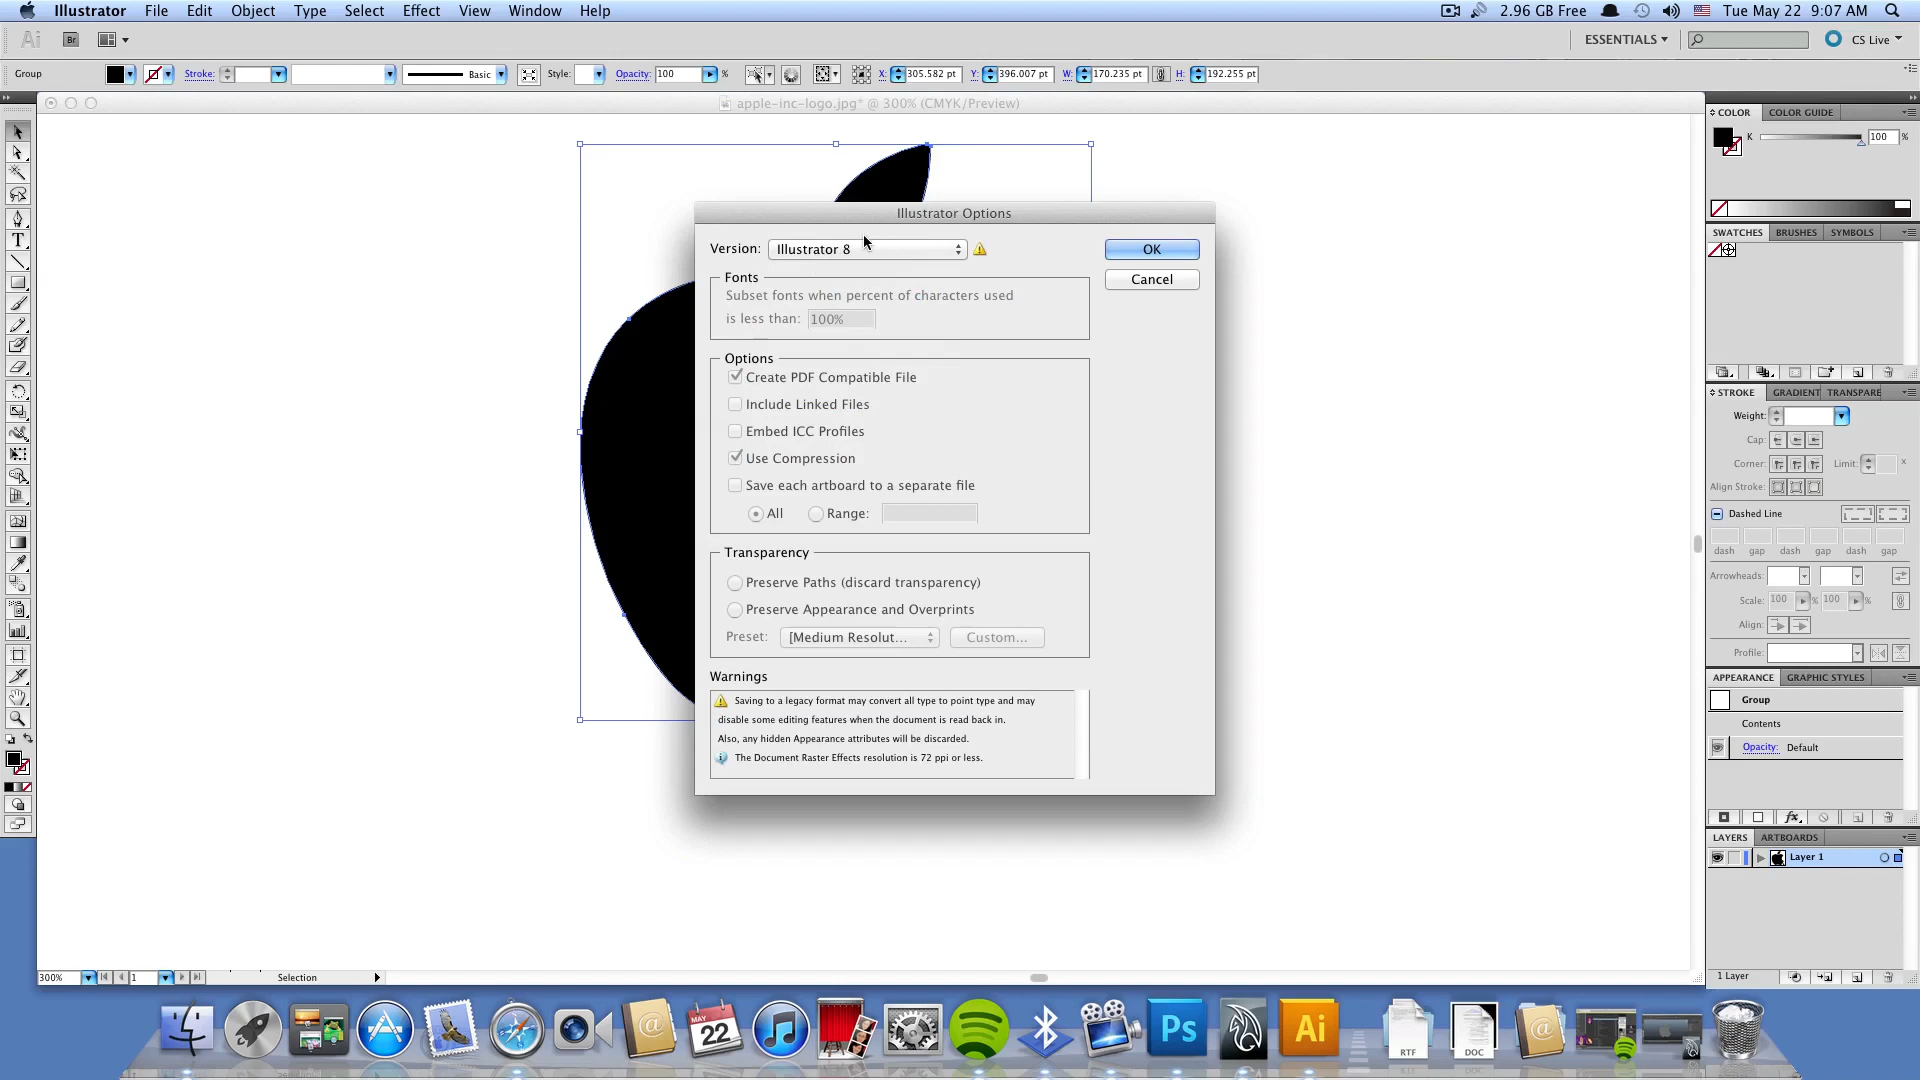 Illustrator File Edit Object Type Select Effect View Window Help 2.96 GB Free Tue May 22 9:07 AM
Ai Br ESSENTIALS CS Live
Group Stroke: Basic Style: Opacity: 100 % X: 305.582 pt Y: 396.007 pt W: 170.235 pt H: 192.255 pt
apple-inc-logo.jpg* @ 300% (CMYK/Preview)
COLOR COLOR GUIDE
K 100 %
SWATCHES BRUSHES SYMBOLS
Illustrator Options
Version: Illustrator 8
OK
Cancel
Fonts
Subset fonts when percent of characters used
is less than: 100%
Options
Create PDF Compatible File
Include Linked Files
Embed ICC Profiles
Use Compression
Save each artboard to a separate file
All Range:
Transparency
Preserve Paths (discard transparency)
Preserve Appearance and Overprints
Preset: [Medium Resolut... Custom...
Warnings
Saving to a legacy format may convert all type to point type and may
disable some editing features when the document is read back in.
Also, any hidden Appearance attributes will be discarded.
The Document Raster Effects resolution is 72 ppi or less.
STROKE GRADIENT TRANSPARE
Weight:
Cap:
Corner: Limit: x
Align Stroke:
Dashed Line
dash gap dash gap dash gap
Arrowheads:
Scale: 100 % 100 %
Align:
Profile:
APPEARANCE GRAPHIC STYLES
Group
Contents
Opacity: Default
fx
LAYERS ARTBOARDS
Layer 1
1 Layer
300% 1 Selection
MAY
22
@
Ps
Ai
RTF
DOC
@